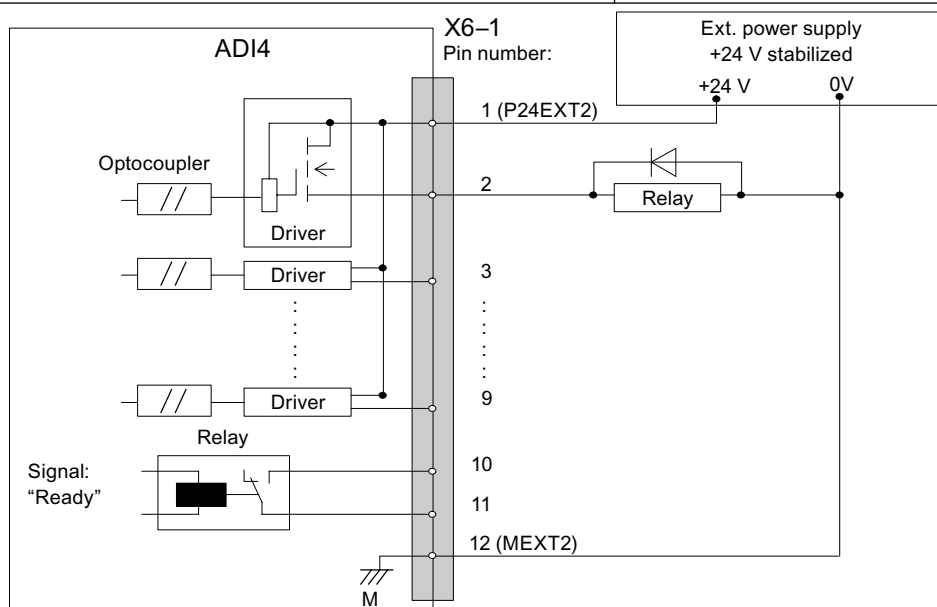 ADI4
X6–1
Pin number:
Ext. power supply
+24 V stabilized
+24 V
0V
1 (P24EXT2)
Optocoupler
2
Relay
Driver
Driver
3
Driver
9
Relay
Signal:
“Ready”
10
11
12 (MEXT2)
M